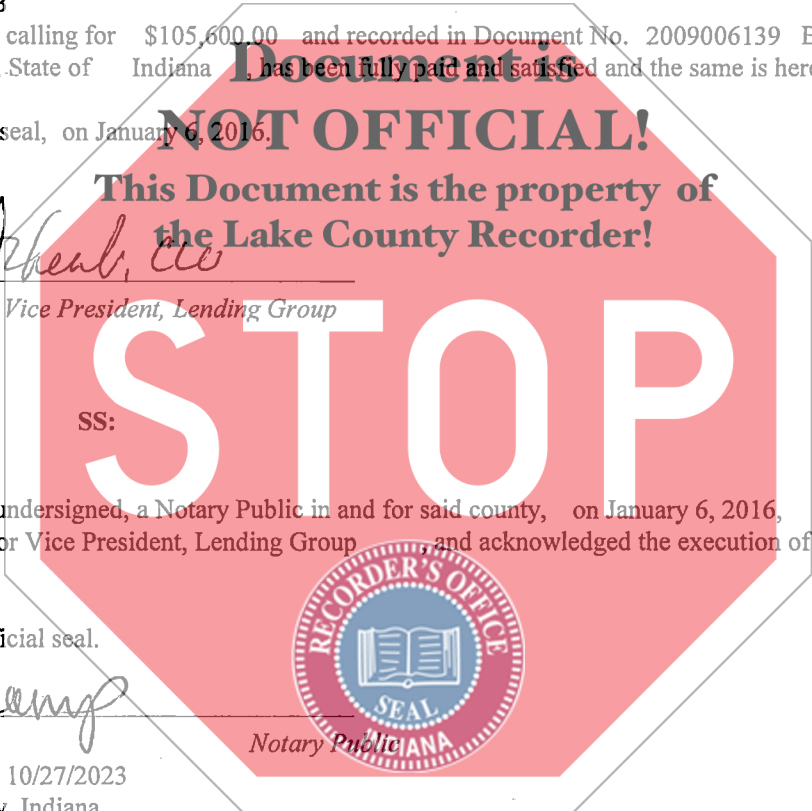 calling for $105,600.00 and recorded in Document No. 2009006139
State of Indiana , has been fully paid and satisfied and the same is
Document is
NOT OFFICIAL!
seal, on January 6, 2016.
This Document is the property of
the Lake County Recorder!
Vice President, Lending Group
STOP
SS:
undersigned, a Notary Public in and for said county, on January 6, 2016,
or Vice President, Lending Group , and acknowledged the execution of
RECORDER'S OFFICE
SEAL
INDIANA
icial seal.
Notary Public
10/27/2023
Indiana